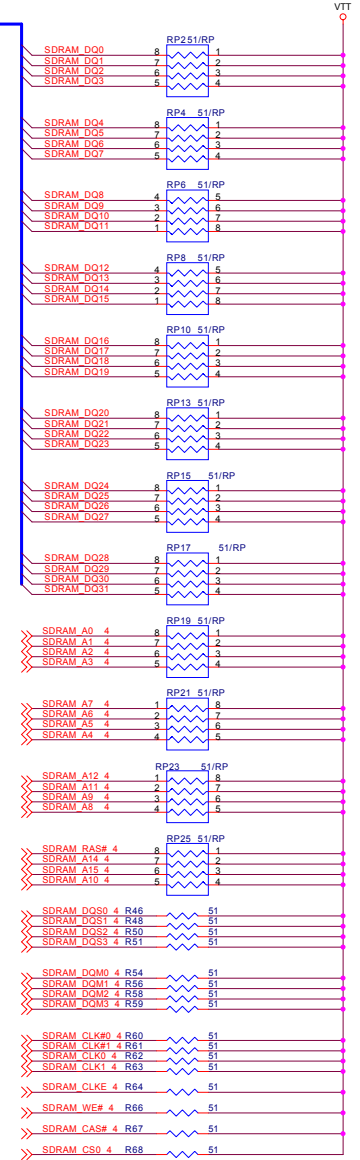 VTT
RP2 51/RP
SDRAM_DQ0 8 1
SDRAM_DQ1 7 2
SDRAM_DQ2 6 3
SDRAM_DQ3 5 4
RP4 51/RP
SDRAM_DQ4 8 1
SDRAM_DQ5 7 2
SDRAM_DQ6 6 3
SDRAM_DQ7 5 4
RP6 51/RP
SDRAM_DQ8 4 5
SDRAM_DQ9 3 6
SDRAM_DQ10 2 7
SDRAM_DQ11 1 8
RP8 51/RP
SDRAM_DQ12 4 5
SDRAM_DQ13 3 6
SDRAM_DQ14 2 7
SDRAM_DQ15 1 8
RP10 51/RP
SDRAM_DQ16 8 1
SDRAM_DQ17 7 2
SDRAM_DQ18 6 3
SDRAM_DQ19 5 4
RP13 51/RP
SDRAM_DQ20 8 1
SDRAM_DQ21 7 2
SDRAM_DQ22 6 3
SDRAM_DQ23 5 4
RP15 51/RP
SDRAM_DQ24 8 1
SDRAM_DQ25 7 2
SDRAM_DQ26 6 3
SDRAM_DQ27 5 4
RP17 51/RP
SDRAM_DQ28 8 1
SDRAM_DQ29 7 2
SDRAM_DQ30 6 3
SDRAM_DQ31 5 4
RP19 51/RP
SDRAM_A0 4 8 1
SDRAM_A1 4 7 2
SDRAM_A2 4 6 3
SDRAM_A3 4 5 4
RP21 51/RP
SDRAM_A7 4 1 8
SDRAM_A6 4 2 7
SDRAM_A5 4 3 6
SDRAM_A4 4 4 5
RP23 51/RP
SDRAM_A12 4 1 8
SDRAM_A11 4 2 7
SDRAM_A9 4 3 6
SDRAM_A8 4 4 5
RP25 51/RP
SDRAM_RAS# 4 8 1
SDRAM_A14 4 7 2
SDRAM_A15 4 6 3
SDRAM_A10 4 5 4
SDRAM_DQS0 4 R46 51
SDRAM_DQS1 4 R48 51
SDRAM_DQS2 4 R50 51
SDRAM_DQS3 4 R51 51
SDRAM_DQM0 4 R54 51
SDRAM_DQM1 4 R56 51
SDRAM_DQM2 4 R58 51
SDRAM_DQM3 4 R59 51
SDRAM_CLK#0 4 R60 51
SDRAM_CLK#1 4 R61 51
SDRAM_CLK0 4 R62 51
SDRAM_CLK1 4 R63 51
SDRAM_CLKE 4 R64 51
SDRAM_WE# 4 R66 51
SDRAM_CAS# 4 R67 51
SDRAM_CS0 4 R68 51